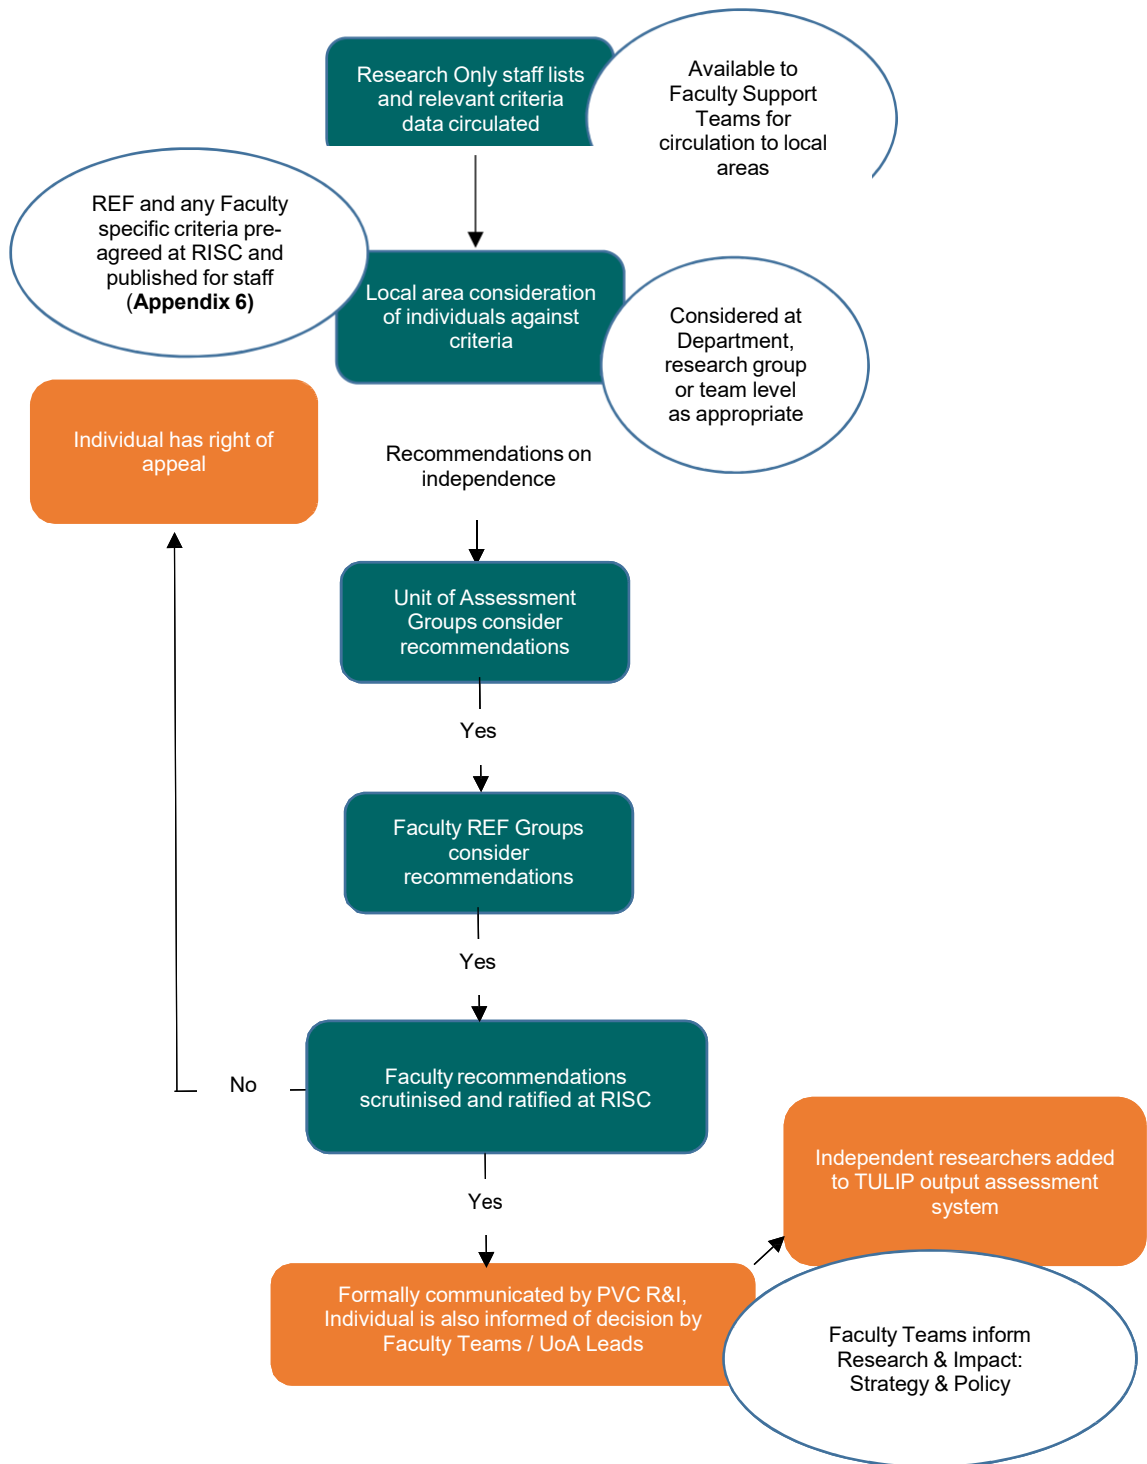 Research Only staff lists
and relevant criteria
data circulated
Available to
Faculty Support
Teams for
circulation to local
areas
REF and any Faculty
specific criteria pre-
agreed at RISC and
published for staff
(Appendix 6)
Local area consideration
of individuals against
criteria
Considered at
Department,
research group
or team level
as appropriate
Individual has right of
appeal
Recommendations on
independence
Unit of Assessment
Groups consider
recommendations
Yes
Faculty REF Groups
consider
recommendations
Yes
Faculty recommendations
scrutinised and ratified at RISC
No
Yes
Independent researchers added
to TULIP output assessment
system
Formally communicated by PVC R&I,
Individual is also informed of decision by
Faculty Teams / UoA Leads
Faculty Teams inform
Research & Impact:
Strategy & Policy